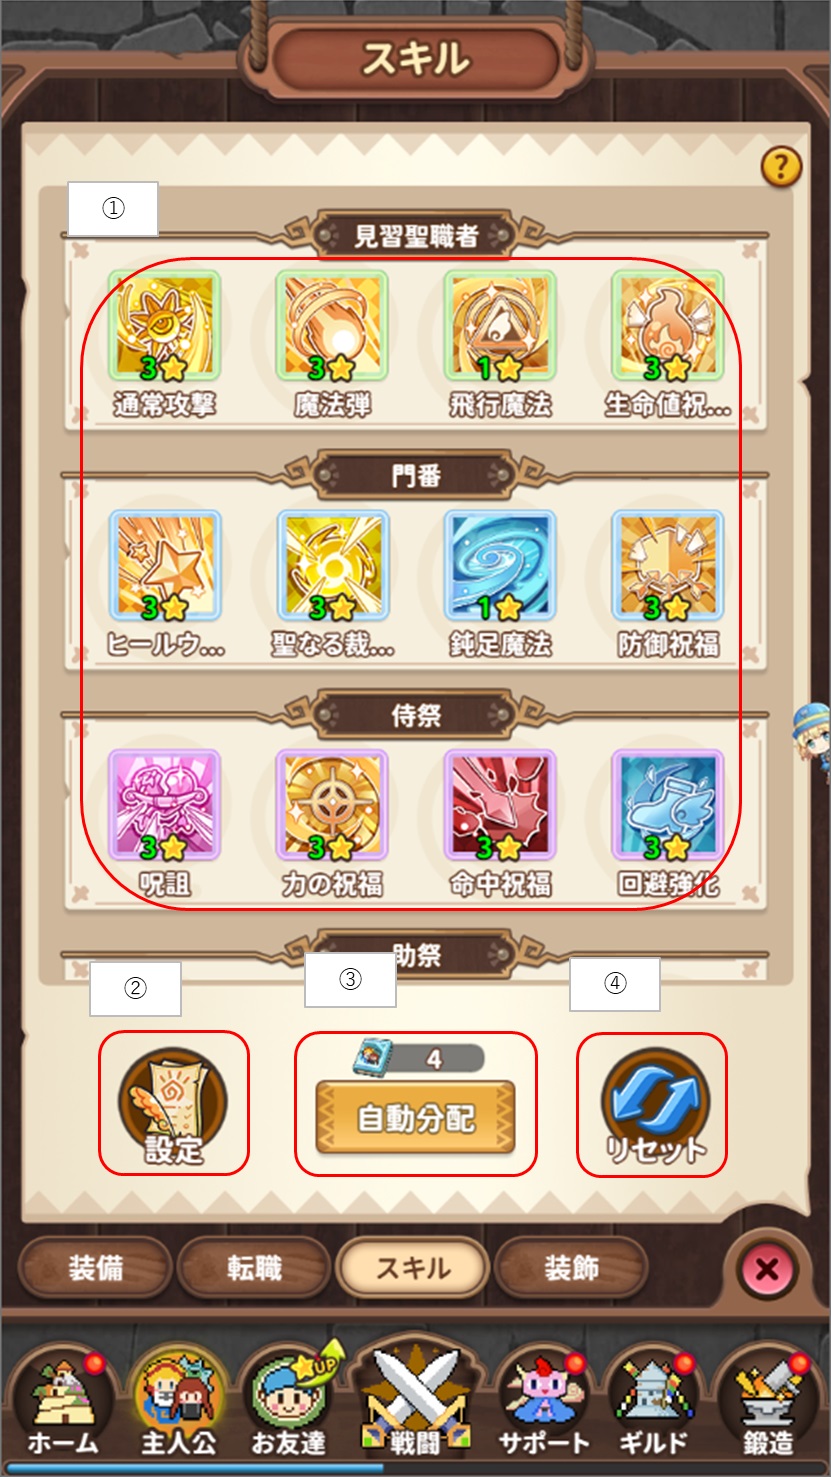 スキル
?
①
見習聖職者
3 3 1 3
通常攻撃 魔法弾 飛行魔法 生命値祝...
門番
3 3 1 3
ヒールウ... 聖なる裁... 鈍足魔法 防御祝福
侍祭
3 3 3 3
呪詛 力の祝福 命中祝福 回避強化
助祭
② ③ ④
4
設定 自動分配 リセット
装備 転職 スキル 装飾
UP
ホーム 主人公 お友達 戦闘 サポート ギルド 鍛造